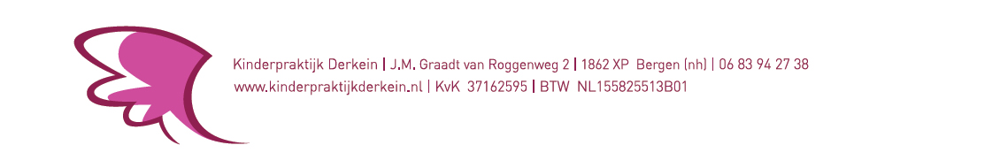 Kinderpraktijk Derkein | J.M. Graadt van Roggenweg 2 | 1862 XP Bergen (nh) | 06 83 94 27 38
www.kinderpraktijkderkein.nl | KvK 37162595 | BTW NL155825513B01